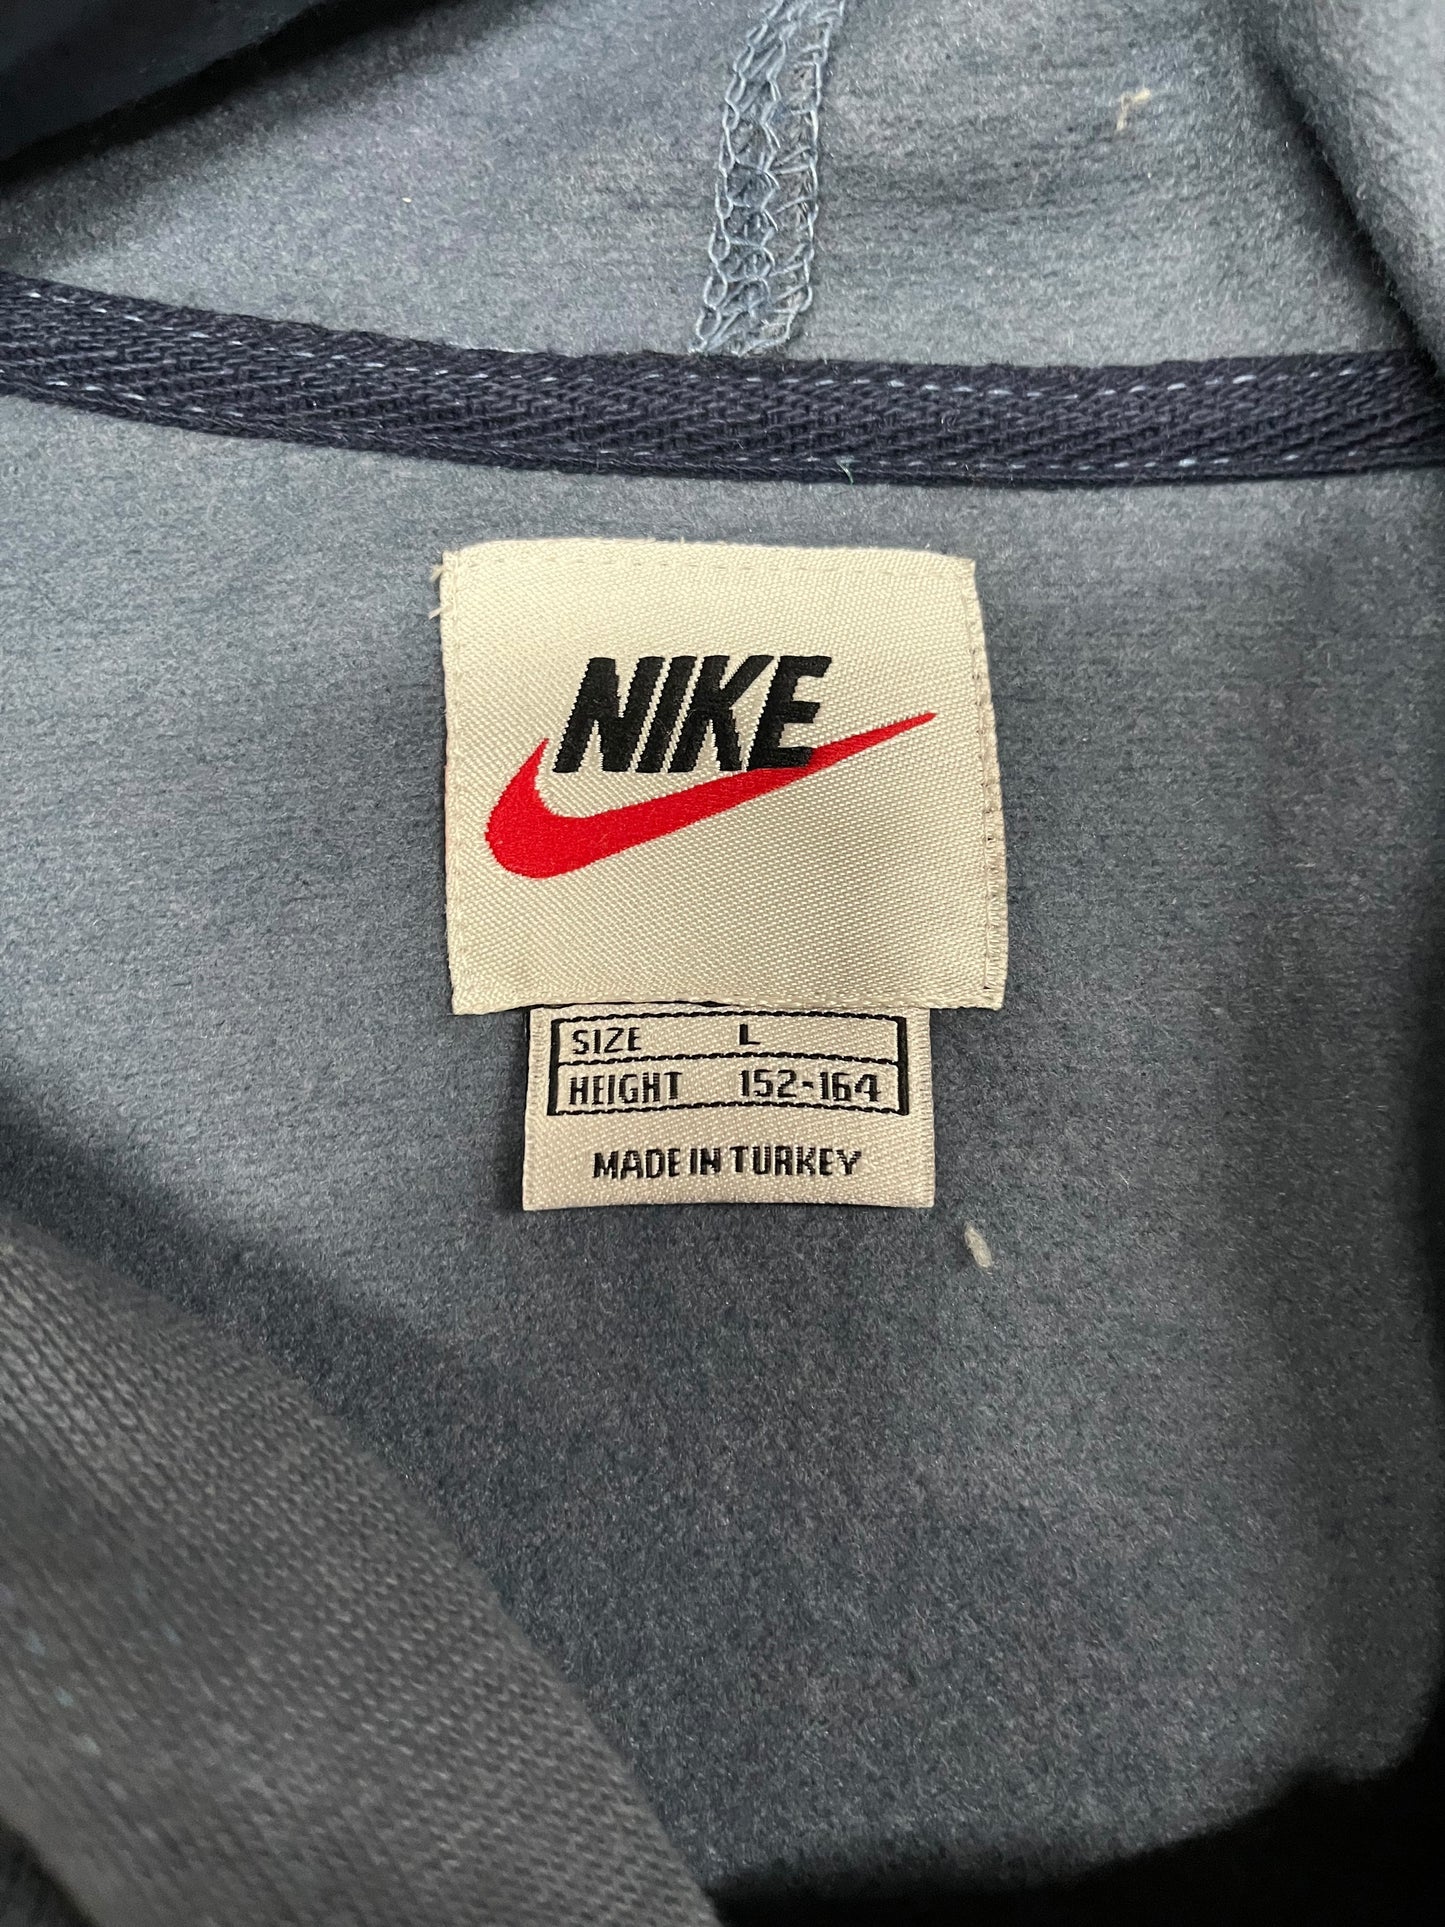 NIKE
SIZE L
HEIGHT 152-164
MADE IN TURKEY